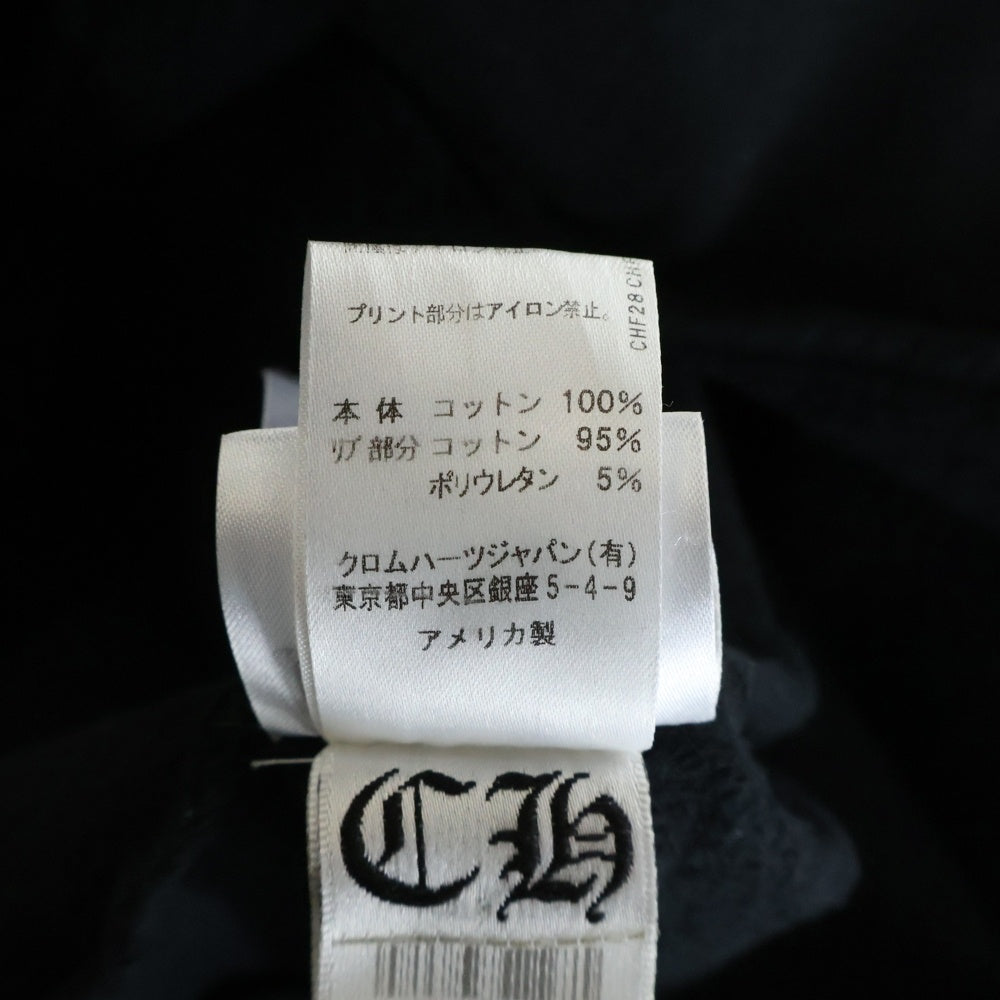 プリント部分はアイロン禁止。
CHF28 CH
本体 コットン 100%
リブ部分 コットン 95%
ポリウレタン 5%
クロムハーツジャパン(有)
東京都中央区銀座5-4-9
アメリカ製
CH